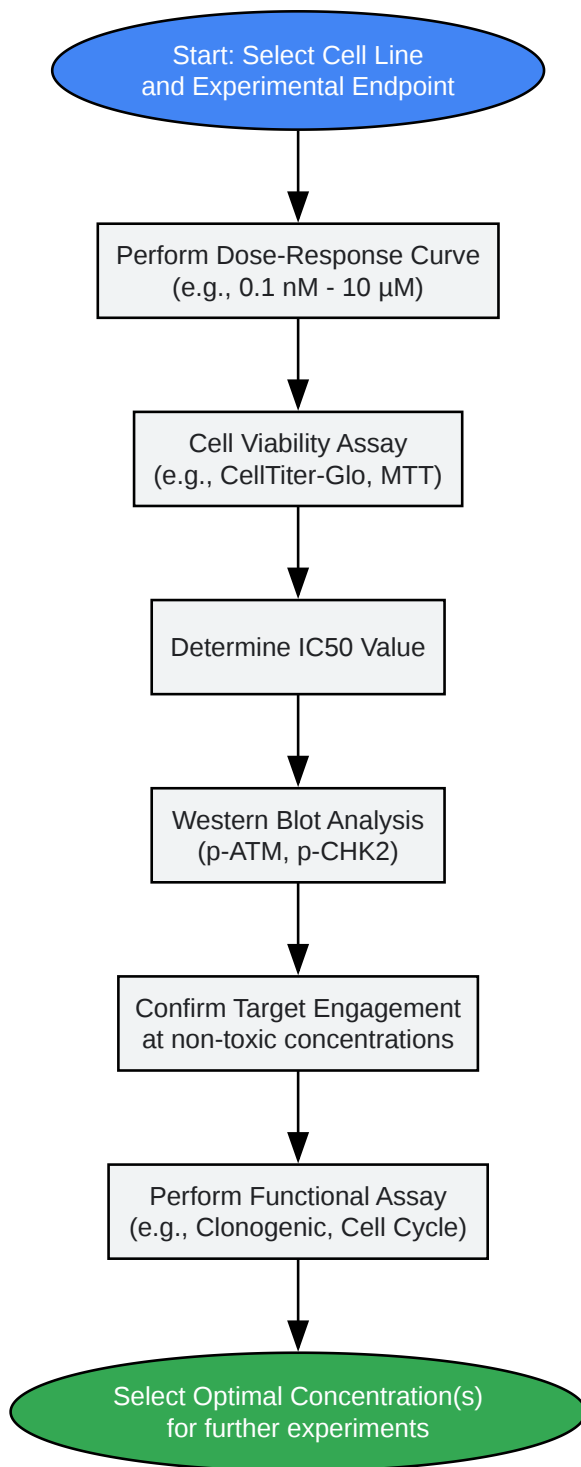 Start: Select Cell Line
and Experimental Endpoint
Perform Dose-Response Curve
(e.g., 0.1 nM - 10 µM)
Cell Viability Assay
(e.g., CellTiter-Glo, MTT)
Determine IC50 Value
Western Blot Analysis
(p-ATM, p-CHK2)
Confirm Target Engagement
at non-toxic concentrations
Perform Functional Assay
(e.g., Clonogenic, Cell Cycle)
Select Optimal Concentration(s)
for further experiments